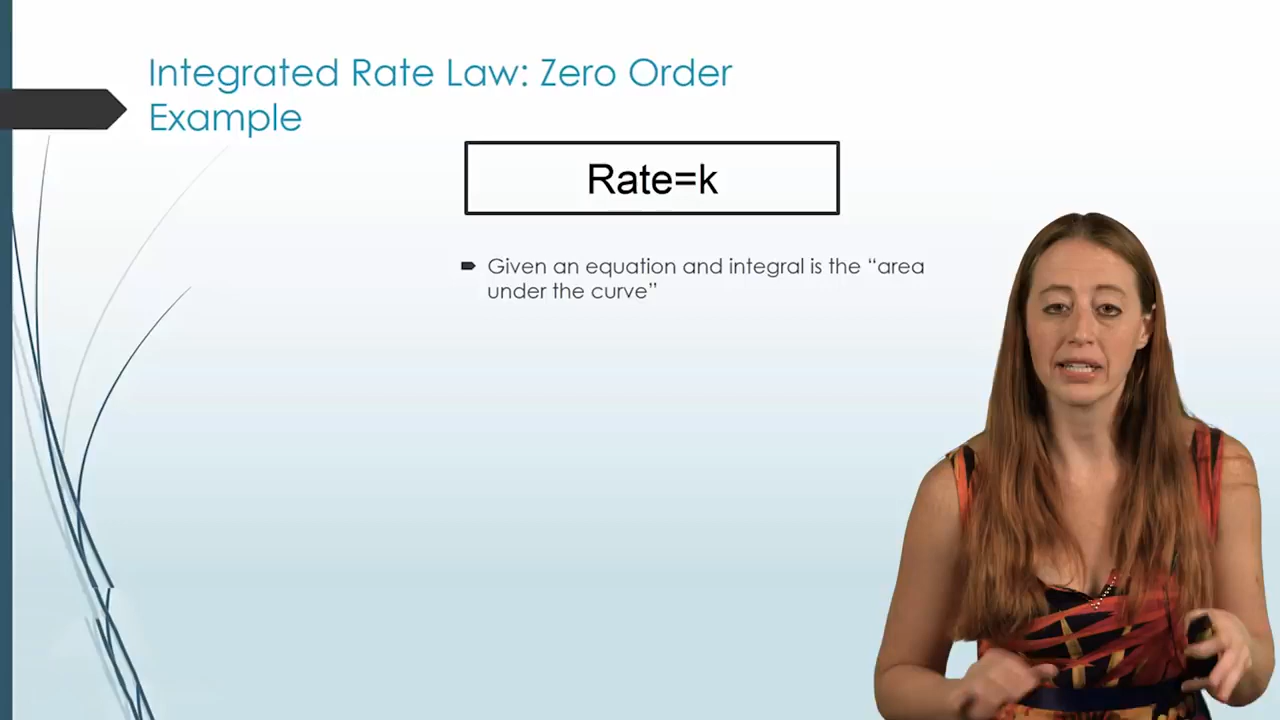 Integrated Rate Law: Zero Order
Example
Rate=k
Given an equation and integral is the “area
under the curve”